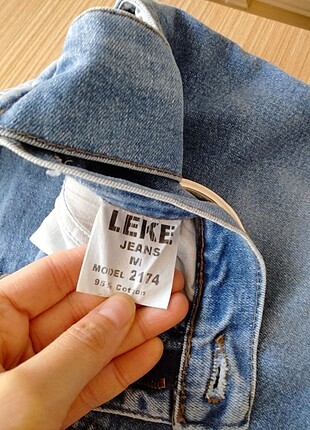 LEKE
JEANS
M
MODEL 2174
95% Cotton